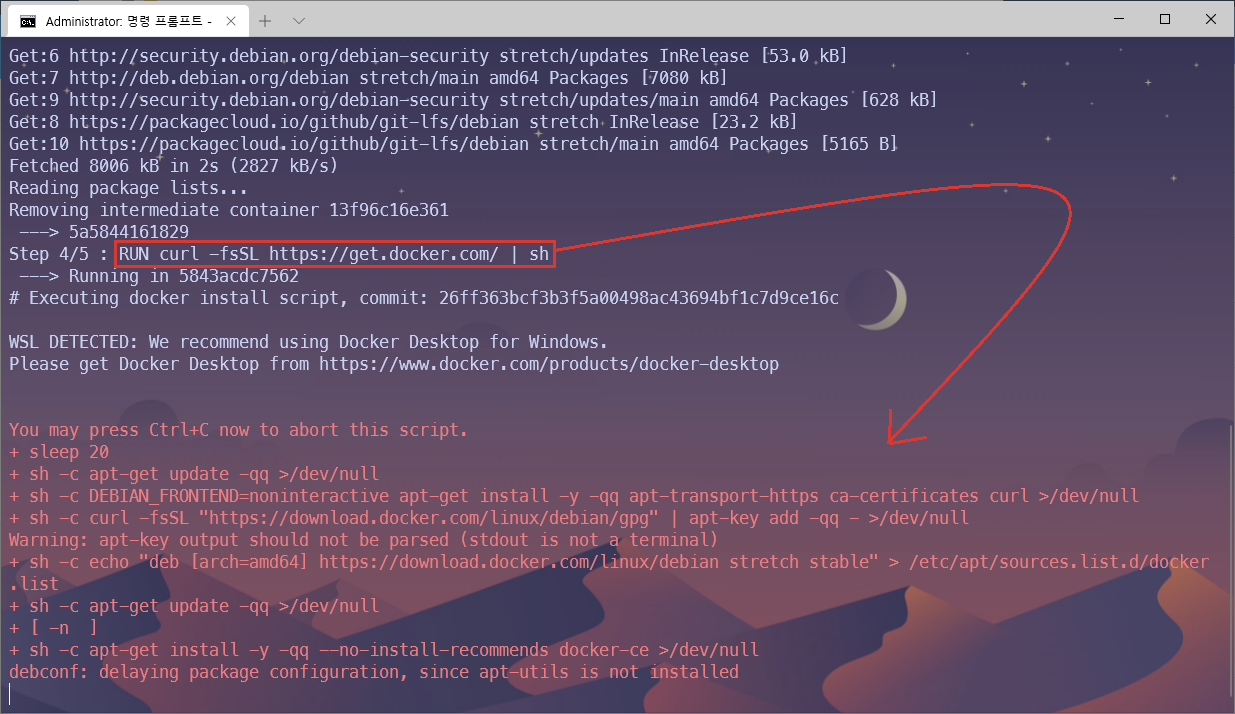 Administrator: 명령 프롬프트 -
Get:6 http://security.debian.org/debian-security stretch/updates InRelease [53.0 kB]
Get:7 http://deb.debian.org/debian stretch/main amd64 Packages [7080 kB]
Get:9 http://security.debian.org/debian-security stretch/updates/main amd64 Packages [628 kB]
Get:8 https://packagecloud.io/github/git-lfs/debian stretch InRelease [23.2 kB]
Get:10 https://packagecloud.io/github/git-lfs/debian stretch/main amd64 Packages [5165 B]
Fetched 8006 kB in 2s (2827 kB/s)
Reading package lists...
Removing intermediate container 13f96c16e361
 ---> 5a5844161829
Step 4/5 : RUN curl -fsSL https://get.docker.com/ | sh
 ---> Running in 5843acdc7562
# Executing docker install script, commit: 26ff363bcf3b3f5a00498ac43694bf1c7d9ce16c
WSL DETECTED: We recommend using Docker Desktop for Windows.
Please get Docker Desktop from https://www.docker.com/products/docker-desktop
You may press Ctrl+C now to abort this script.
+ sleep 20
+ sh -c apt-get update -qq >/dev/null
+ sh -c DEBIAN_FRONTEND=noninteractive apt-get install -y -qq apt-transport-https ca-certificates curl >/dev/null
+ sh -c curl -fsSL "https://download.docker.com/linux/debian/gpg" | apt-key add -qq - >/dev/null
Warning: apt-key output should not be parsed (stdout is not a terminal)
+ sh -c echo "deb [arch=amd64] https://download.docker.com/linux/debian stretch stable" > /etc/apt/sources.list.d/docker
.list
+ sh -c apt-get update -qq >/dev/null
+ [ -n  ]
+ sh -c apt-get install -y -qq --no-install-recommends docker-ce >/dev/null
debconf: delaying package configuration, since apt-utils is not installed